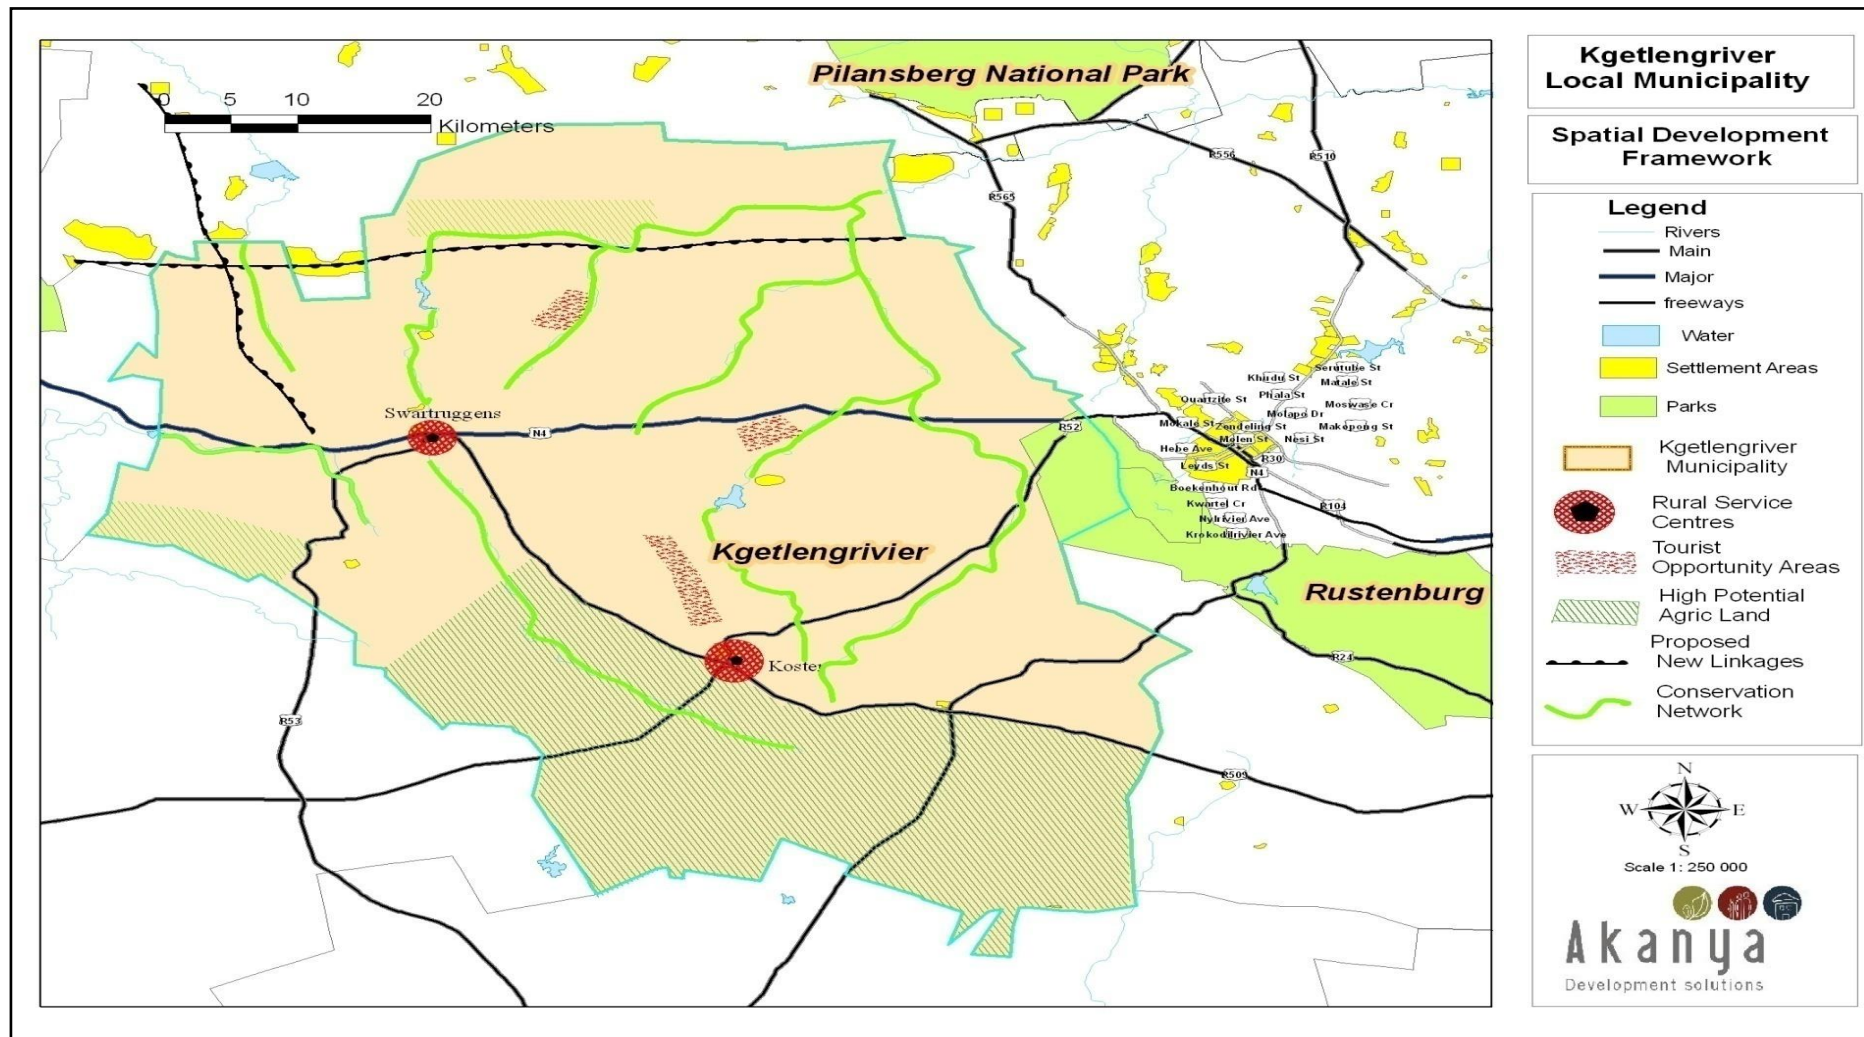 Kgetlengriver
Local Municipality
Spatial Development
Framework
Legend
Rivers
Main
Major
freeways
Water
Settlement Areas
Parks
Kgetlengriver
Municipality
Rural Service
Centres
Tourist
Opportunity Areas
High Potential
Agric Land
Proposed
New Linkages
Conservation
Network
N
W
E
S
Scale 1: 250 000
Akanya
Development solutions
0 5 10 20
Kilometers
Pilansberg National Park
R556
R510
R565
Serutube St
Khudu St
Matale St
Phala St
Quartzite St
Moswase Cr
Molapo Dr
Mokale St
Zendeling St
Makopong St
Molen St
Nosi St
Hebe Ave
R30
Leyds St
N4
Boekenhout Rd
Kwartel Cr
R104
Nylrivier Ave
Krokodilrivier Ave
Swartruggens
N4
R52
Kgetlengrivier
Rustenburg
Koster
R24
R53
R509